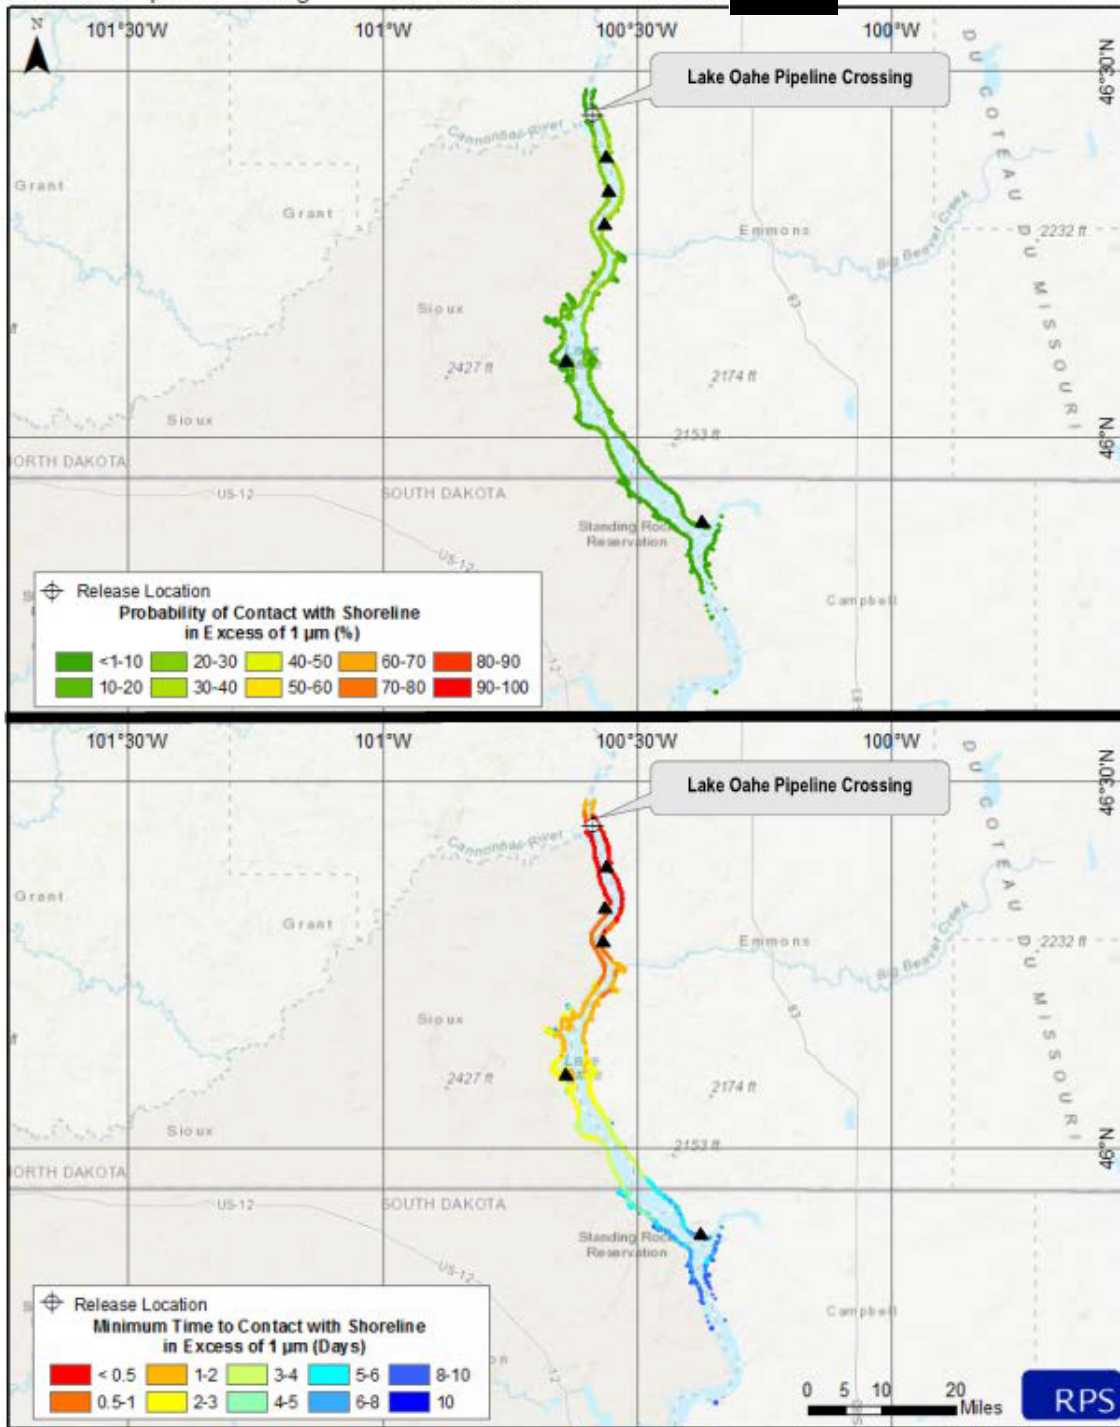 N
101°30'W 101°W 100°30'W 100°W
46°30'N
Lake Oahe Pipeline Crossing
Cannonball River
Grant
Grant
Emmons
Big Beaver Creek
2232 ft
DU COTEAU DU MISSOURI
83
Sioux
2427 ft
2174 ft
Sioux
2153 ft
46°N
ORTH DAKOTA
US-12
SOUTH DAKOTA
Standing Rock
Reservation
US-12
Campbell
12
Release Location
Probability of Contact with Shoreline
in Excess of 1 µm (%)
<1-10 20-30 40-50 60-70 80-90
10-20 30-40 50-60 70-80 90-100
101°30'W 101°W 100°30'W 100°W
46°30'N
Lake Oahe Pipeline Crossing
Cannonball River
Grant
Grant
Emmons
Big Beaver Creek
2232 ft
DU COTEAU DU MISSOURI
83
Sioux
2427 ft
2174 ft
Sioux
2153 ft
46°N
ORTH DAKOTA
US-12
SOUTH DAKOTA
Standing Rock
Reservation
US-12
Campbell
12
Release Location
Minimum Time to Contact with Shoreline
in Excess of 1 µm (Days)
< 0.5 1-2 3-4 5-6 8-10
0.5-1 2-3 4-5 6-8 10
0 5 10 20
Miles
RPS